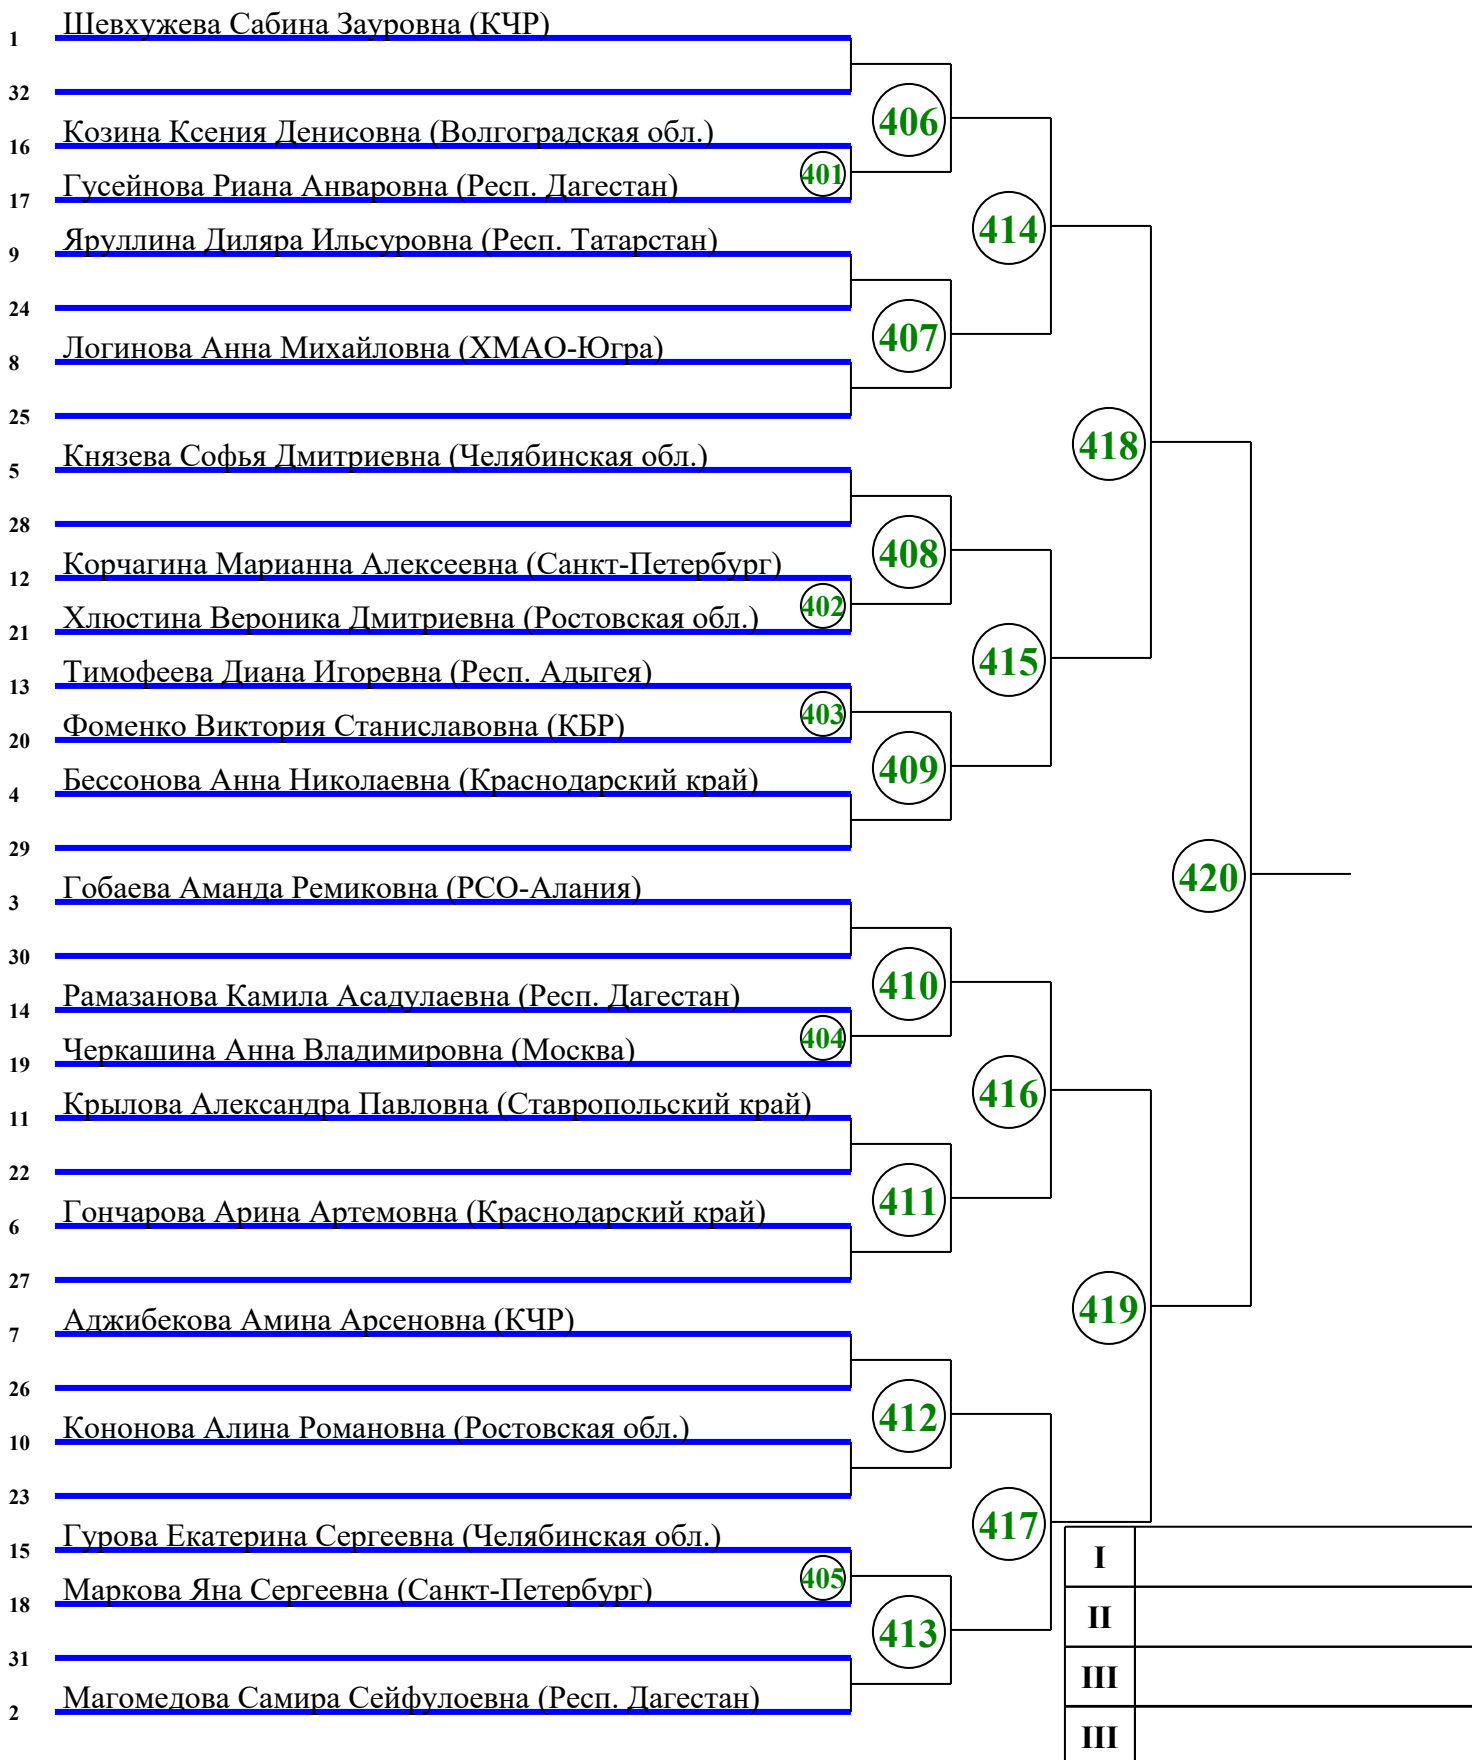 1 Шевхужева Сабина Зауровна (КЧР)
32
16 Козина Ксения Денисовна (Волгоградская обл.)
17 Гусейнова Риана Анваровна (Респ. Дагестан)
9 Яруллина Диляра Ильсуровна (Респ. Татарстан)
24
8 Логинова Анна Михайловна (ХМАО-Югра)
25
5 Князева Софья Дмитриевна (Челябинская обл.)
28
12 Корчагина Марианна Алексеевна (Санкт-Петербург)
21 Хлюстина Вероника Дмитриевна (Ростовская обл.)
13 Тимофеева Диана Игоревна (Респ. Адыгея)
20 Фоменко Виктория Станиславовна (КБР)
4 Бессонова Анна Николаевна (Краснодарский край)
29
3 Гобаева Аманда Ремиковна (РСО-Алания)
30
14 Рамазанова Камила Асадулаевна (Респ. Дагестан)
19 Черкашина Анна Владимировна (Москва)
11 Крылова Александра Павловна (Ставропольский край)
22
6 Гончарова Арина Артемовна (Краснодарский край)
27
7 Аджибекова Амина Арсеновна (КЧР)
26
10 Кононова Алина Романовна (Ростовская обл.)
23
15 Гурова Екатерина Сергеевна (Челябинская обл.)
18 Маркова Яна Сергеевна (Санкт-Петербург)
31
2 Магомедова Самира Сейфулоевна (Респ. Дагестан)
401
402
403
404
405
406
407
408
409
410
411
412
413
414
415
416
417
418
419
420
I
II
III
III